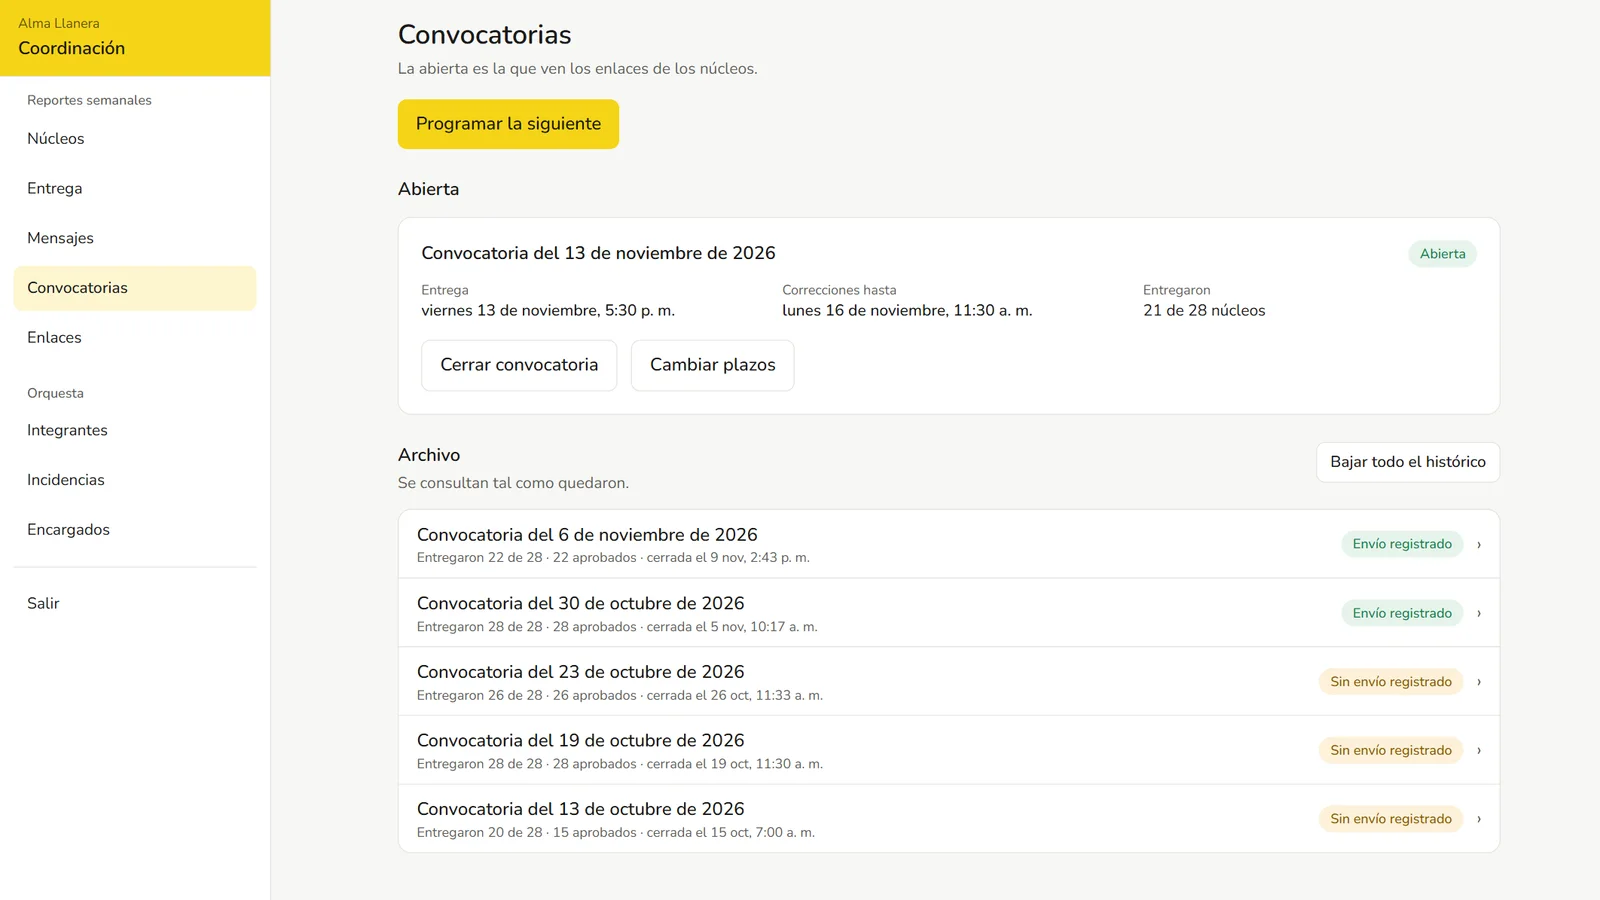 Alma Llanera
Coordinación
Reportes semanales
Núcleos
Entrega
Mensajes
Convocatorias
Enlaces
Orquesta
Integrantes
Incidencias
Encargados
Salir
Convocatorias
La abierta es la que ven los enlaces de los núcleos.
Programar la siguiente
Abierta
Convocatoria del 13 de noviembre de 2026
Abierta
Entrega
viernes 13 de noviembre, 5:30 p. m.
Correcciones hasta
lunes 16 de noviembre, 11:30 a. m.
Entregaron
21 de 28 núcleos
Cerrar convocatoria
Cambiar plazos
Archivo
Se consultan tal como quedaron.
Bajar todo el histórico
Convocatoria del 6 de noviembre de 2026
Entregaron 22 de 28 · 22 aprobados · cerrada el 9 nov, 2:43 p. m.
Envío registrado
Convocatoria del 30 de octubre de 2026
Entregaron 28 de 28 · 28 aprobados · cerrada el 5 nov, 10:17 a. m.
Envío registrado
Convocatoria del 23 de octubre de 2026
Entregaron 26 de 28 · 26 aprobados · cerrada el 26 oct, 11:33 a. m.
Sin envío registrado
Convocatoria del 19 de octubre de 2026
Entregaron 28 de 28 · 28 aprobados · cerrada el 19 oct, 11:30 a. m.
Sin envío registrado
Convocatoria del 13 de octubre de 2026
Entregaron 20 de 28 · 15 aprobados · cerrada el 15 oct, 7:00 a. m.
Sin envío registrado